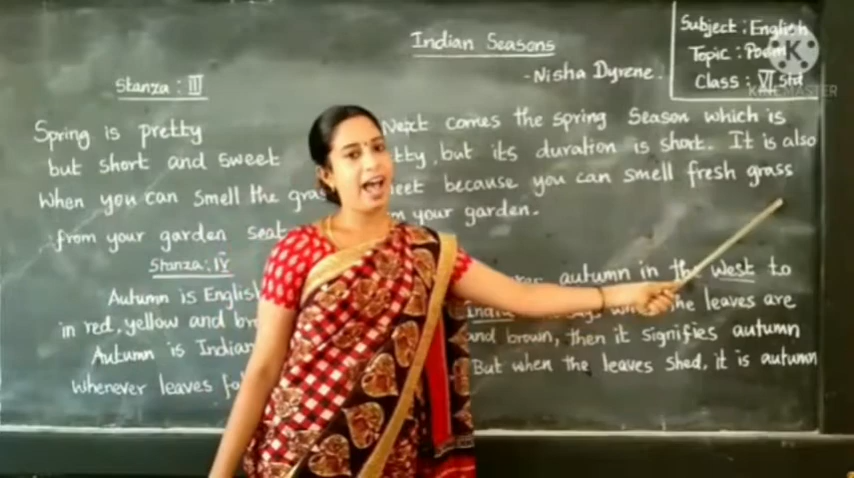 Indian Seasons
- Nisha Dyrene.
Subject : English
Topic : Poem
Class : VI Std
KINEMASTER
Stanza : III
Spring is pretty
but short and sweet
When you can smell the
from your garden seat
Stanza : IV
Autumn is English
in red, yellow and
Autumn is Indian
Whenever leaves
Next comes the spring Season which is
but its duration is short. It is also
because you can smell fresh grass
your garden.
autumn in the West to
the leaves are
and brown, then it signifies autumn
But when the leaves shed, it is autumn